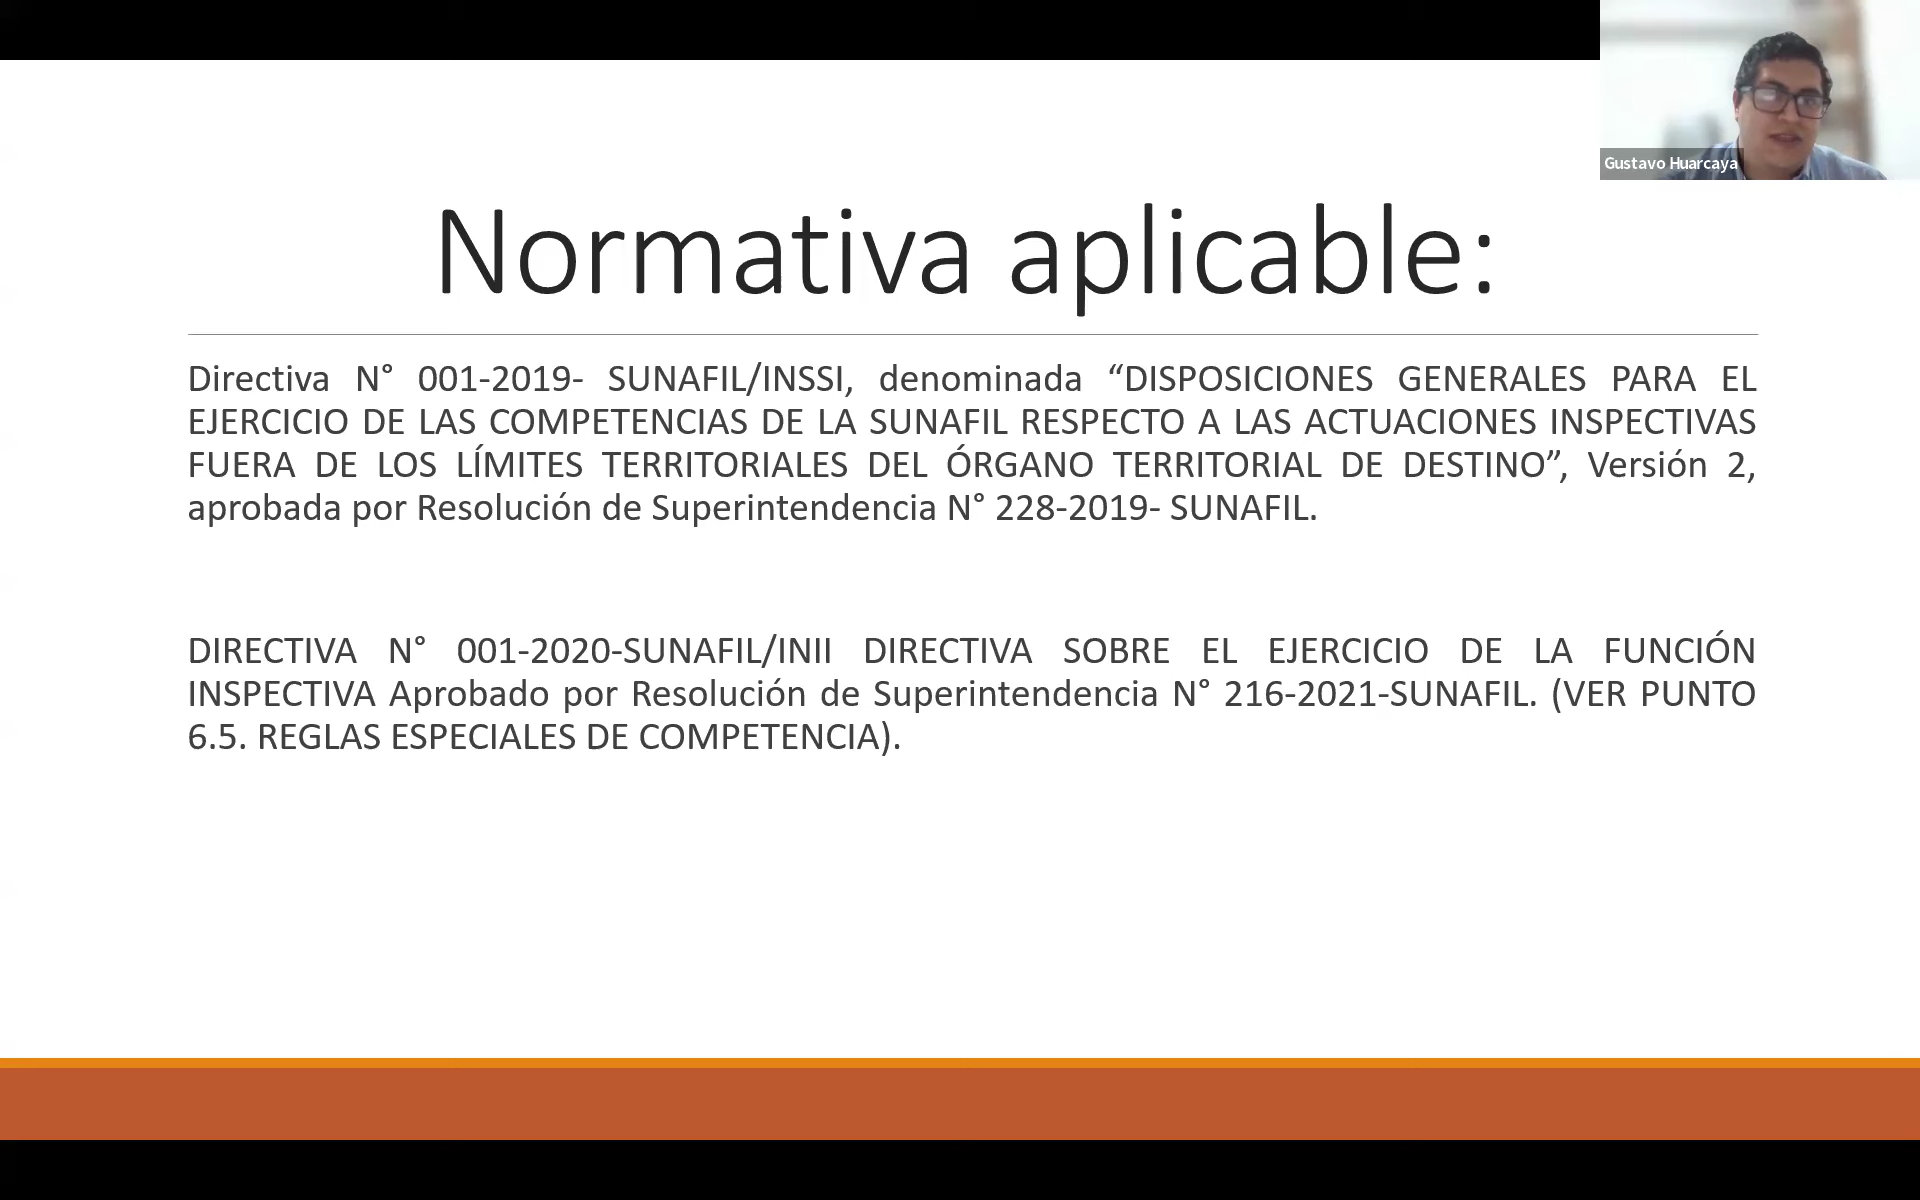 Gustavo Huarcaya
Normativa aplicable:
Directiva N° 001-2019- SUNAFIL/INSSI, denominada “DISPOSICIONES GENERALES PARA EL
EJERCICIO DE LAS COMPETENCIAS DE LA SUNAFIL RESPECTO A LAS ACTUACIONES INSPECTIVAS
FUERA DE LOS LÍMITES TERRITORIALES DEL ÓRGANO TERRITORIAL DE DESTINO”, Versión 2,
aprobada por Resolución de Superintendencia N° 228-2019- SUNAFIL.
DIRECTIVA N° 001-2020-SUNAFIL/INII DIRECTIVA SOBRE EL EJERCICIO DE LA FUNCIÓN
INSPECTIVA Aprobado por Resolución de Superintendencia N° 216-2021-SUNAFIL. (VER PUNTO
6.5. REGLAS ESPECIALES DE COMPETENCIA).